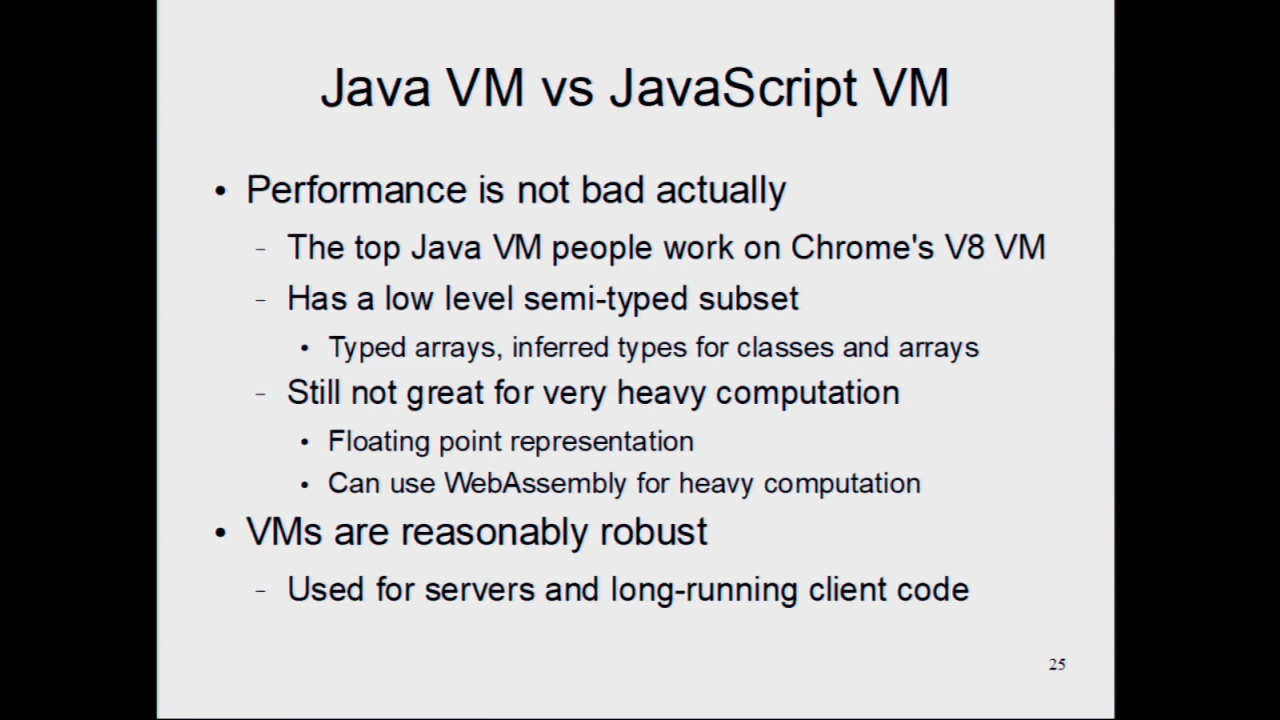 Java VM vs JavaScript VM
• Performance is not bad actually
– The top Java VM people work on Chrome's V8 VM
– Has a low level semi-typed subset
• Typed arrays, inferred types for classes and arrays
– Still not great for very heavy computation
• Floating point representation
• Can use WebAssembly for heavy computation
• VMs are reasonably robust
– Used for servers and long-running client code
25